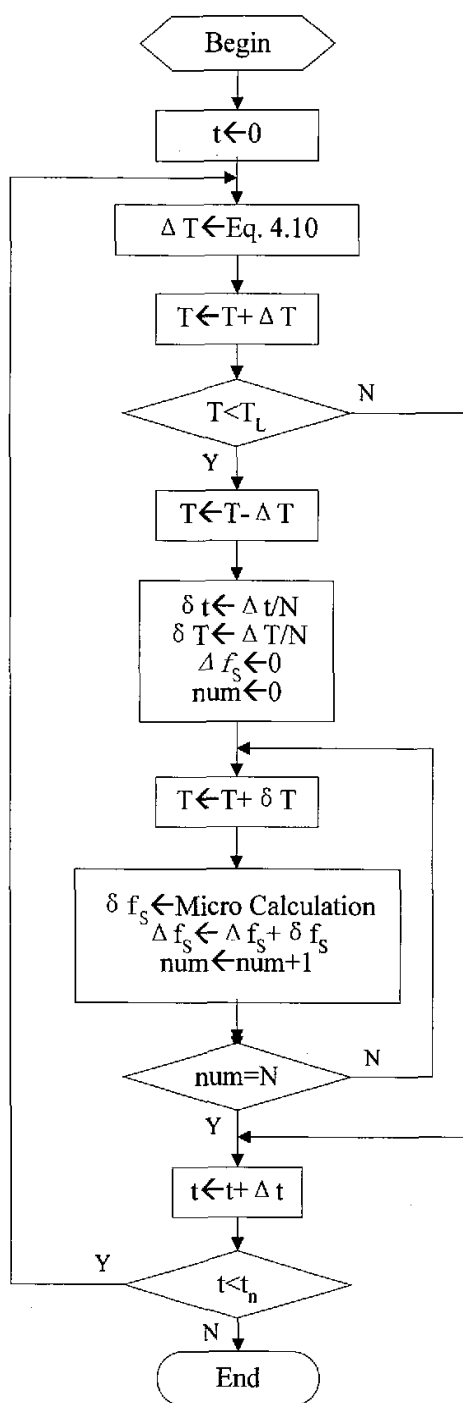 Begin
t←0
Δ T←Eq. 4.10
T←T+ Δ T
T<T_L
N
Y
T←T- Δ T
δ t← Δ t/N
δ T← Δ T/N
Δ f_S←0
num←0
T←T+ δ T
δ f_S←Micro Calculation
Δ f_S← Δ f_S+ δ f_S
num←num+1
num=N
N
Y
t←t+ Δ t
Y
t<t_n
N
End